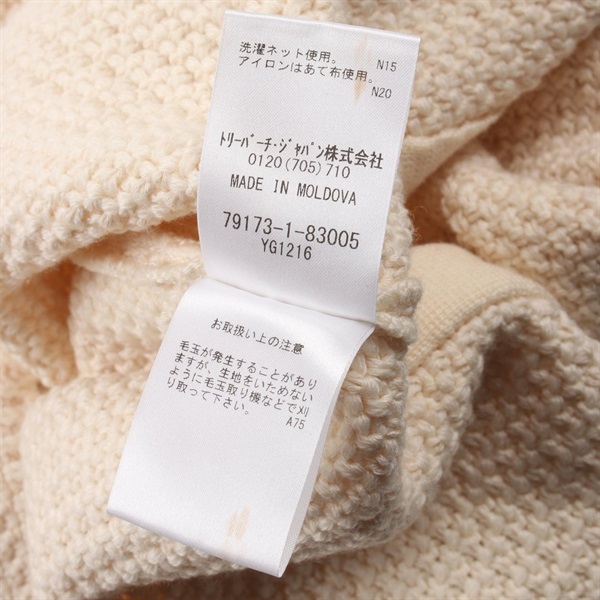 洗濯ネット使用。 N15
アイロンはあて布使用。 N20
トリーバーチ・ジャパン株式会社
0120(705)710
MADE IN MOLDOVA
79173-1-83005
YG1216
お取扱い上の注意
毛玉が発生することがあり
ますが、生地をいためない
ように毛玉取り機などで刈
り取って下さい。
A75